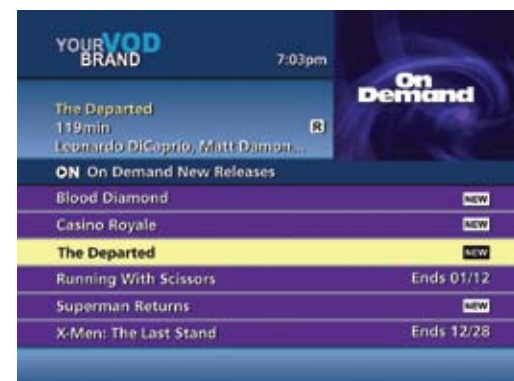 YOUR VOD
BRAND
7:03pm
On
Demand
The Departed
119min R
Leonardo DiCaprio, Matt Damon...
ON On Demand New Releases
Blood Diamond NEW
Casino Royale NEW
The Departed NEW
Running With Scissors Ends 01/12
Superman Returns NEW
X-Men: The Last Stand Ends 12/28